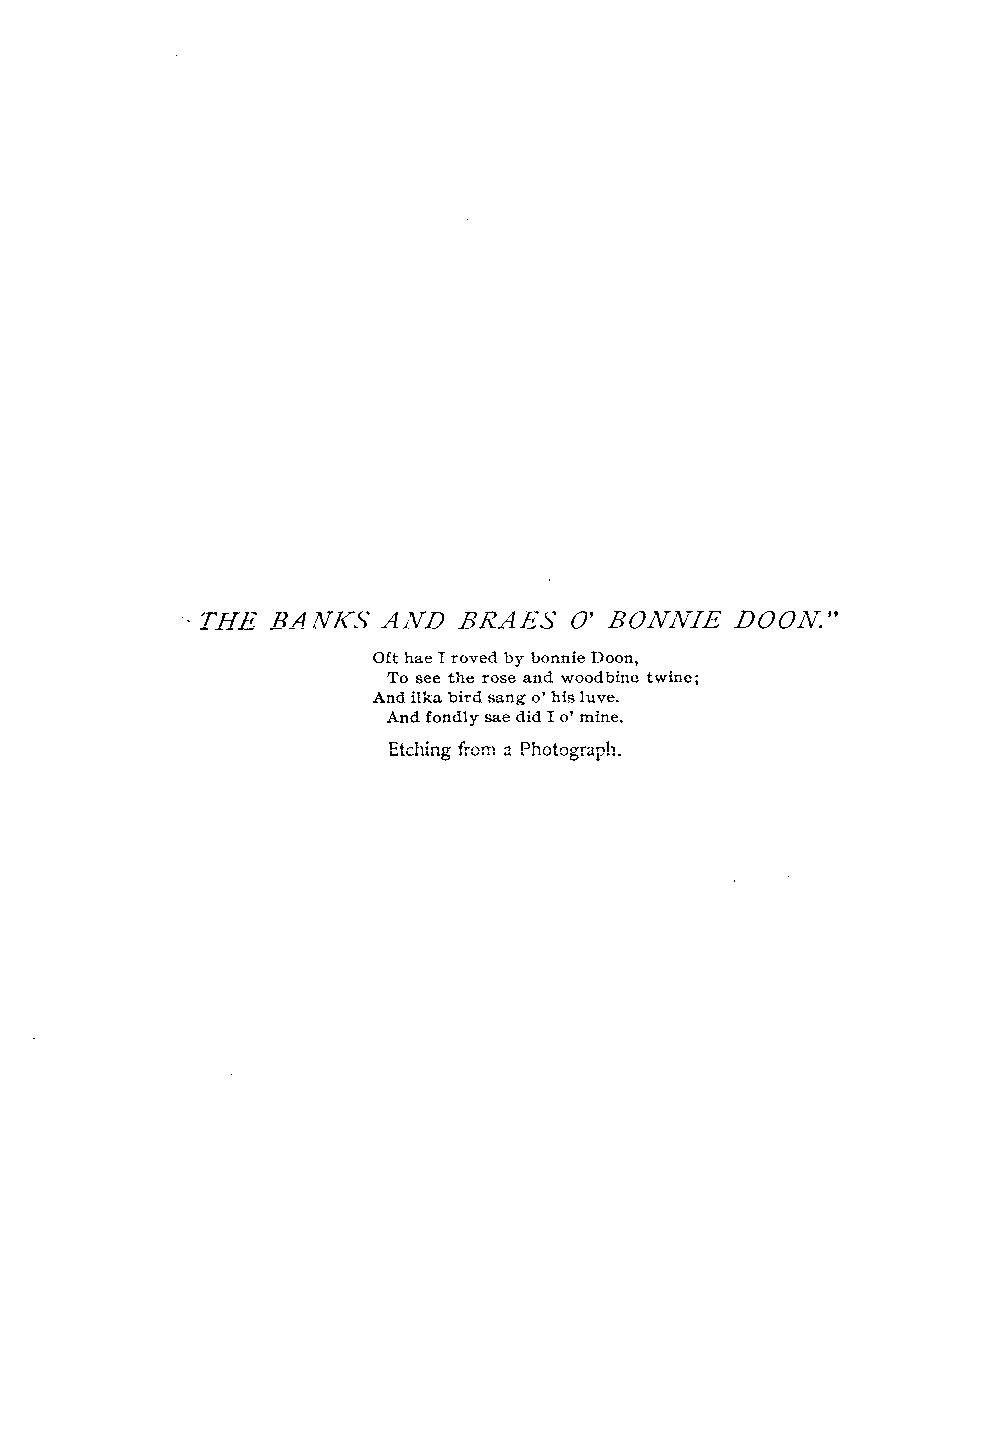 "THE BANKS AND BRAES O' BONNIE DOON."
Oft hae I roved by bonnie Doon,
To see the rose and woodbine twine;
And ilka bird sang o' his luve.
And fondly sae did I o' mine.
Etching from a Photograph.